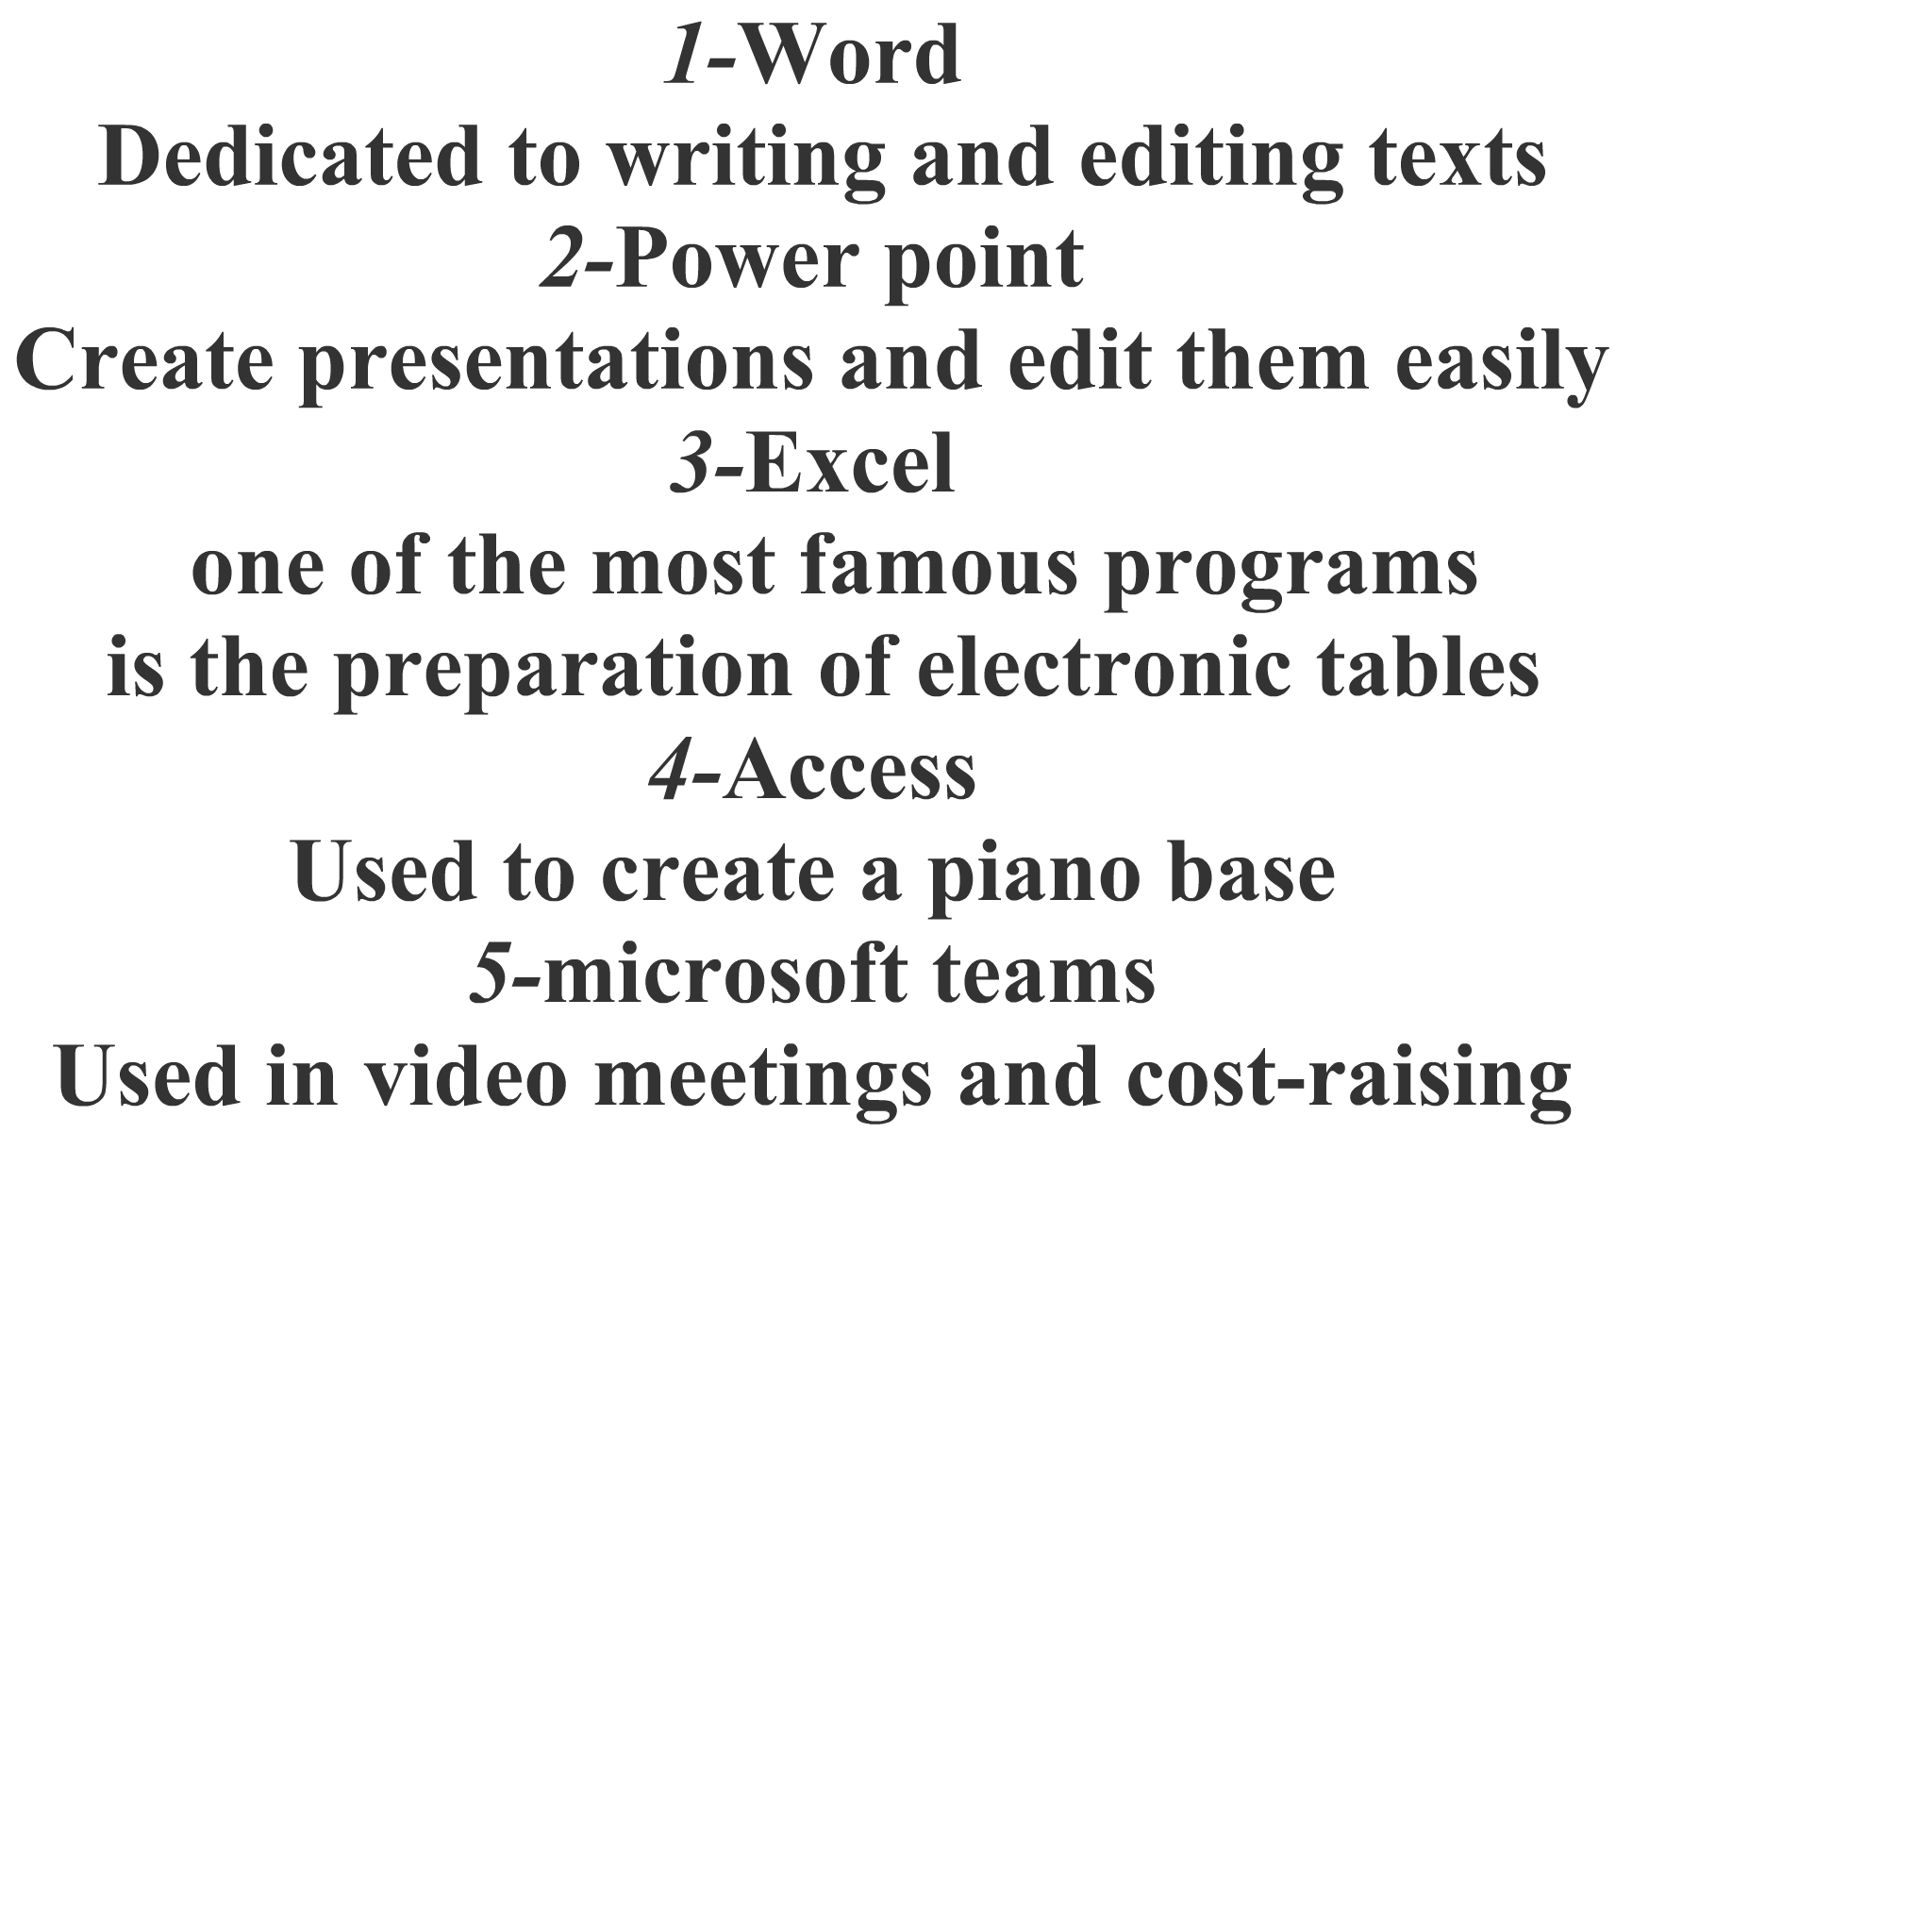 1-Word
Dedicated to writing and editing texts
2-Power point
Create presentations and edit them easily
3-Excel
one of the most famous programs
is the preparation of electronic tables
4-Access
Used to create a piano base
5-microsoft teams
Used in video meetings and cost-raising